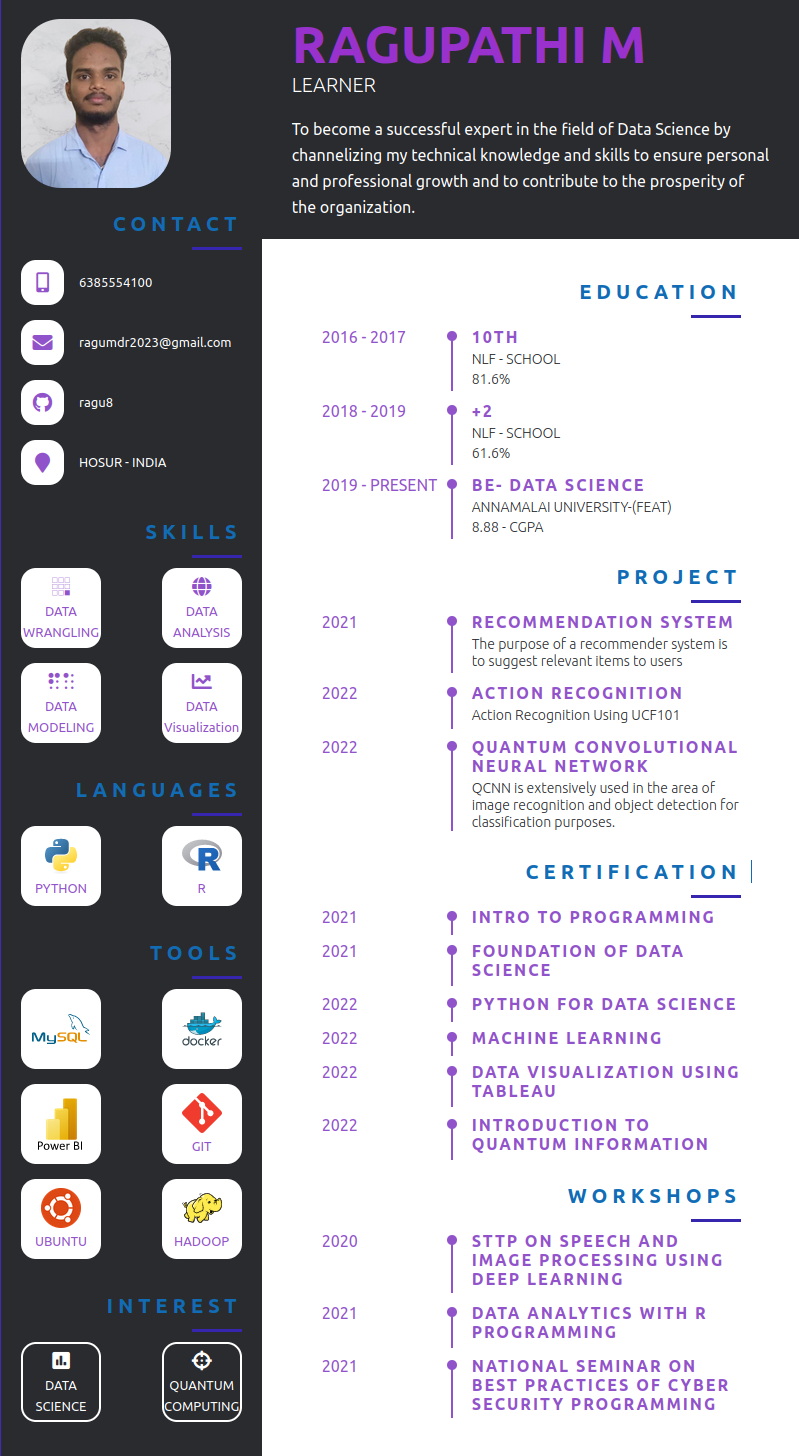 RAGUPATHI M
LEARNER
To become a successful expert in the field of Data Science by
channelizing my technical knowledge and skills to ensure personal
and professional growth and to contribute to the prosperity of
the organization.
CONTACT
6385554100
ragumdr2023@gmail.com
ragu8
HOSUR - INDIA
SKILLS
DATA
WRANGLING
DATA
ANALYSIS
DATA
MODELING
DATA
Visualization
LANGUAGES
PYTHON
R
R
TOOLS
MySQL
docker
Power BI
GIT
UBUNTU
HADOOP
INTEREST
DATA
SCIENCE
QUANTUM
COMPUTING
EDUCATION
2016 - 2017
10TH
NLF - SCHOOL
81.6%
2018 - 2019
+2
NLF - SCHOOL
61.6%
2019 - PRESENT
BE- DATA SCIENCE
ANNAMALAI UNIVERSITY-(FEAT)
8.88 - CGPA
PROJECT
2021
RECOMMENDATION SYSTEM
The purpose of a recommender system is
to suggest relevant items to users
2022
ACTION RECOGNITION
Action Recognition Using UCF101
2022
QUANTUM CONVOLUTIONAL
NEURAL NETWORK
QCNN is extensively used in the area of
image recognition and object detection for
classification purposes.
CERTIFICATION
2021
INTRO TO PROGRAMMING
2021
FOUNDATION OF DATA
SCIENCE
2022
PYTHON FOR DATA SCIENCE
2022
MACHINE LEARNING
2022
DATA VISUALIZATION USING
TABLEAU
2022
INTRODUCTION TO
QUANTUM INFORMATION
WORKSHOPS
2020
STTP ON SPEECH AND
IMAGE PROCESSING USING
DEEP LEARNING
2021
DATA ANALYTICS WITH R
PROGRAMMING
2021
NATIONAL SEMINAR ON
BEST PRACTICES OF CYBER
SECURITY PROGRAMMING